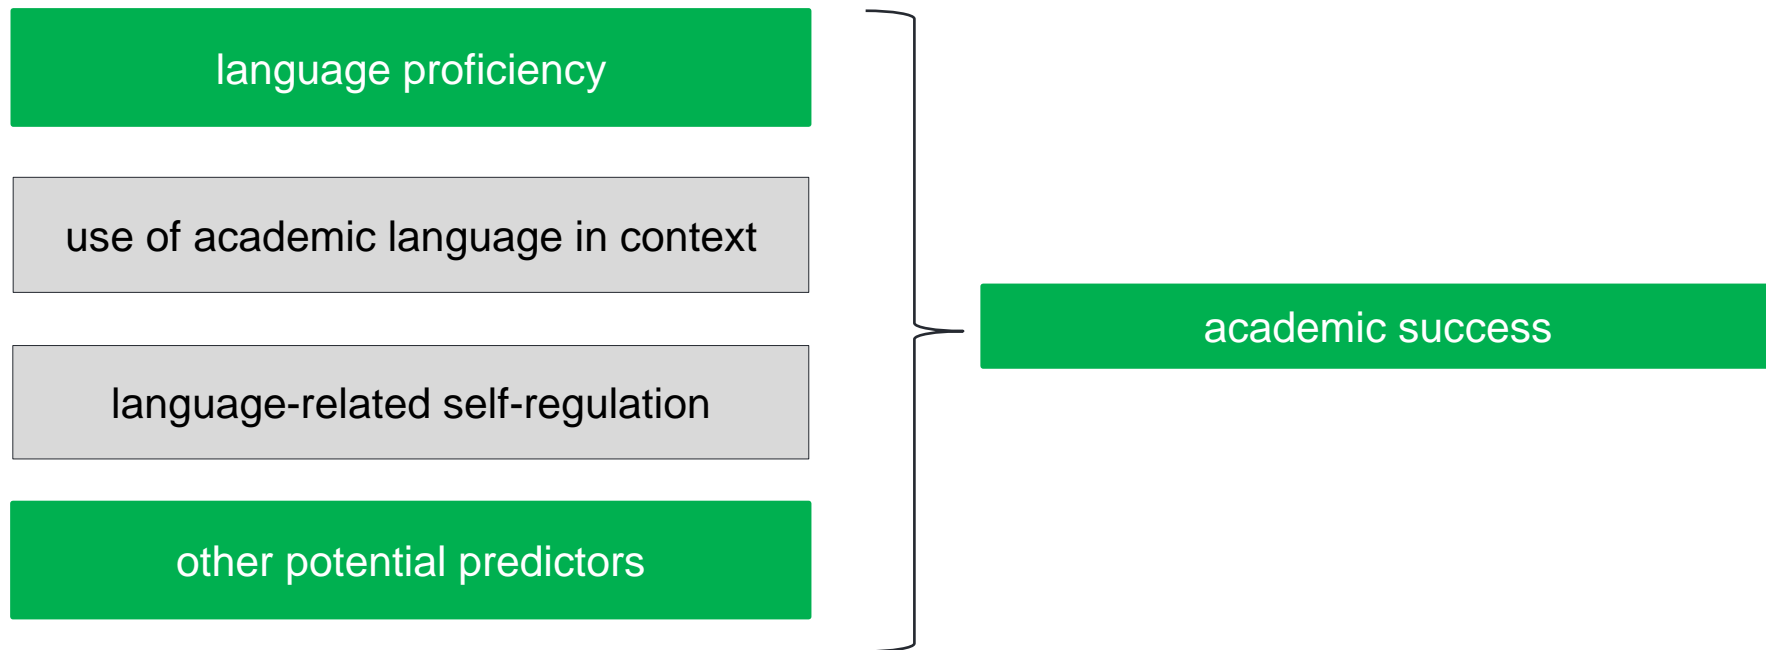 language proficiency
use of academic language in context
language-related self-regulation
other potential predictors
academic success